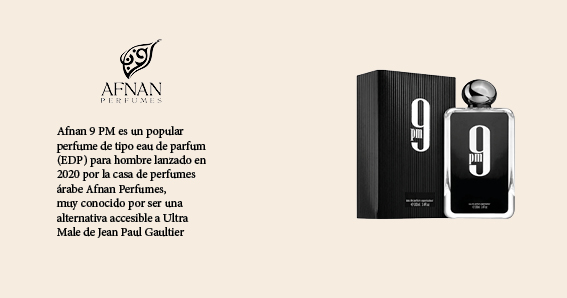 AFNAN
PERFUMES
Afnan 9 PM es un popular
perfume de tipo eau de parfum
(EDP) para hombre lanzado en
2020 por la casa de perfumes
árabe Afnan Perfumes,
muy conocido por ser una
alternativa accesible a Ultra
Male de Jean Paul Gaultier
9
pm
9
pm